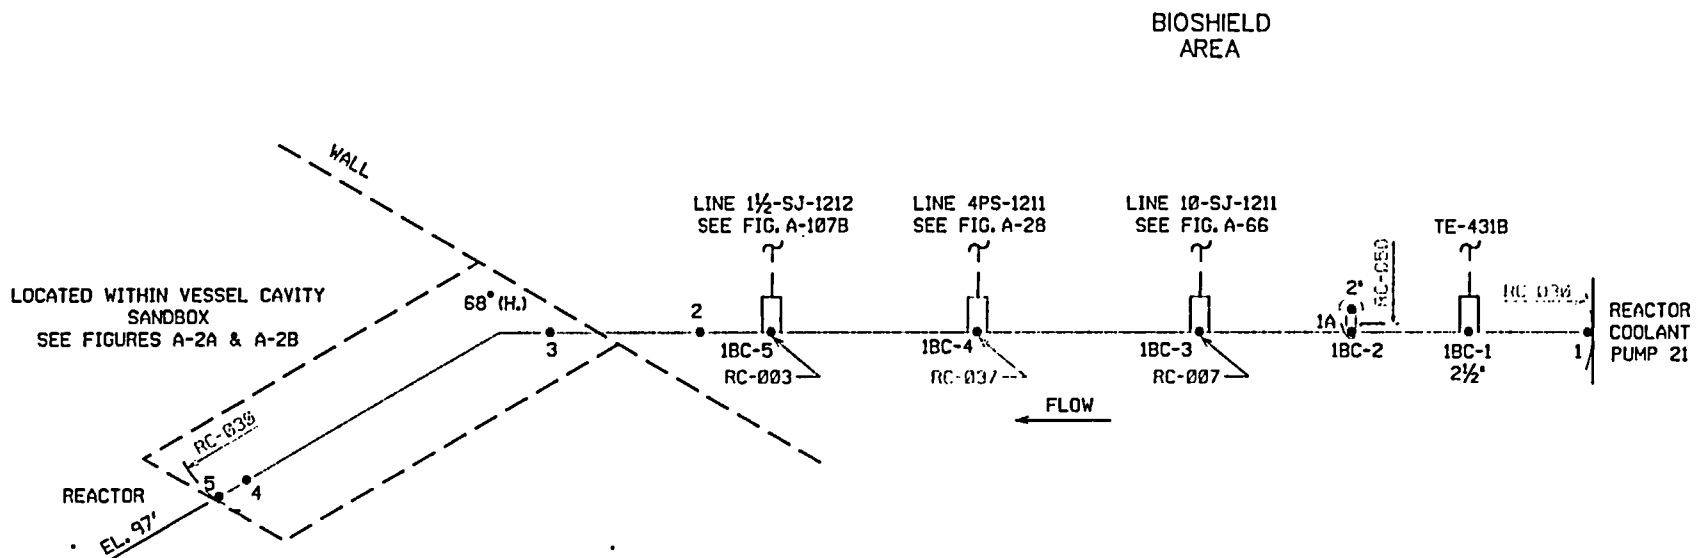 BIOSHIELD
AREA
WALL
LINE 1½-SJ-1212
SEE FIG. A-107B
LINE 4PS-1211
SEE FIG. A-28
LINE 10-SJ-1211
SEE FIG. A-66
TE-431B
RC-050
RC-030
LOCATED WITHIN VESSEL CAVITY
SANDBOX
SEE FIGURES A-2A & A-2B
68° (H.)
2"
REACTOR
COOLANT
PUMP 21
3
2
1BC-5
1BC-4
1BC-3
1A
1BC-2
1BC-1
2½"
1
RC-003
RC-037
RC-007
FLOW
RC-030
REACTOR
5
4
EL. 97'